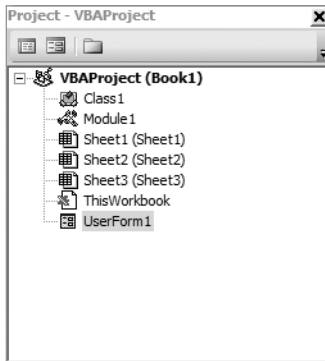 Project - VBAProject
VBAProject (Book1)
Class1
Module1
Sheet1 (Sheet1)
Sheet2 (Sheet2)
Sheet3 (Sheet3)
ThisWorkbook
UserForm1